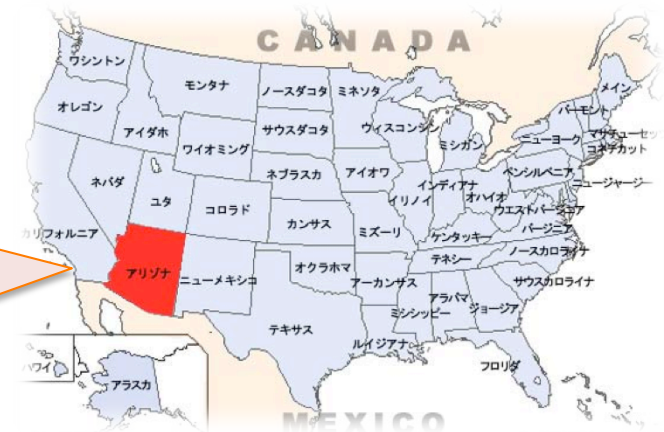 CANADA
ワシントン
モンタナ
ノースダコタ
ミネソタ
メイン
オレゴン
バーモント
アイダホ
サウスダコタ
ウィスコンシン
ミシガン
ニューヨーク
マサチューセッ
コネチカット
ワイオミング
ネバダ
ユタ
ネブラスカ
アイオワ
インディアナ
ペンシルベニア
ニュージャージー
イリノイ
オハイオ
コロラド
カンサス
ミズーリ
ウエストバージニア
バージニア
カリフォルニア
ケンタッキー
ノースカロライナ
アリゾナ
ニューメキシコ
オクラホマ
テネシー
アーカンサス
サウスカロライナ
アラバマ
ミシシッピー
ジョージア
テキサス
ルイジアナ
フロリダ
ハワイ
アラスカ
MEXICO